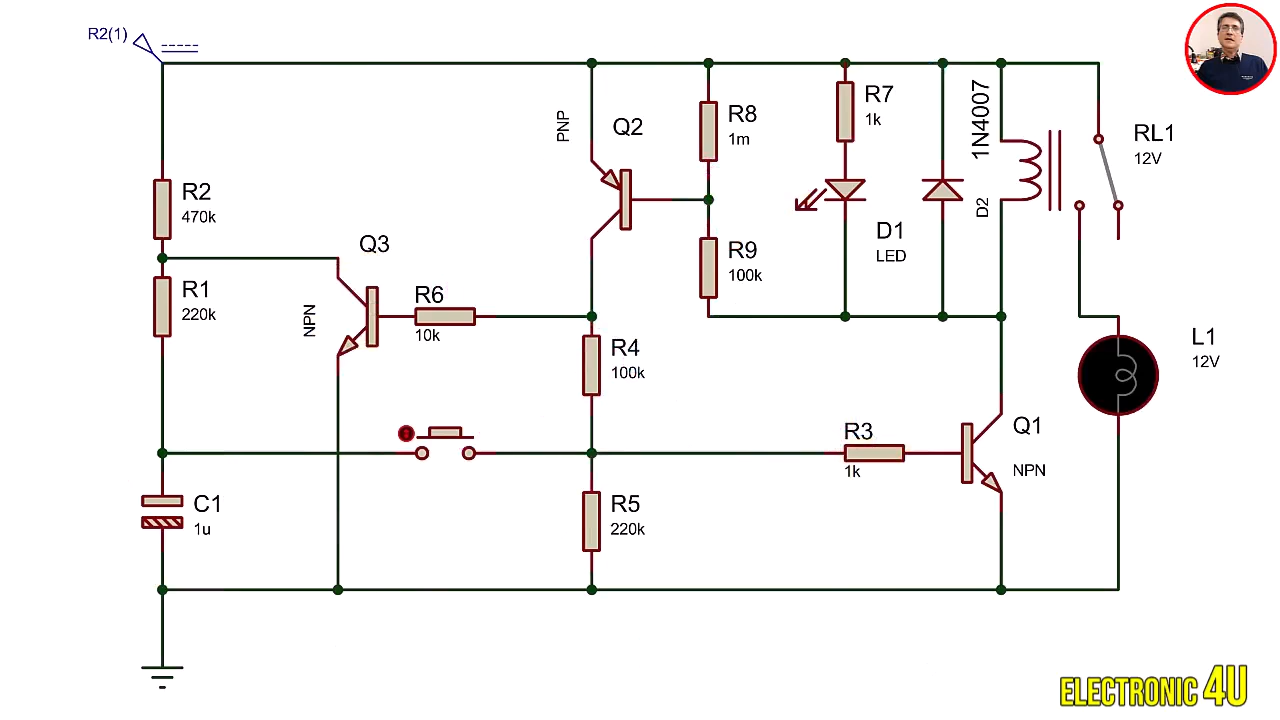 R2(1)
R2
470k
R1
220k
C1
1u
Q3
NPN
R6
10k
PNP
Q2
R4
100k
R5
220k
R8
1m
R9
100k
R7
1k
D1
LED
1N4007
D2
RL1
12V
L1
12V
R3
1k
Q1
NPN
ELECTRONIC 4U